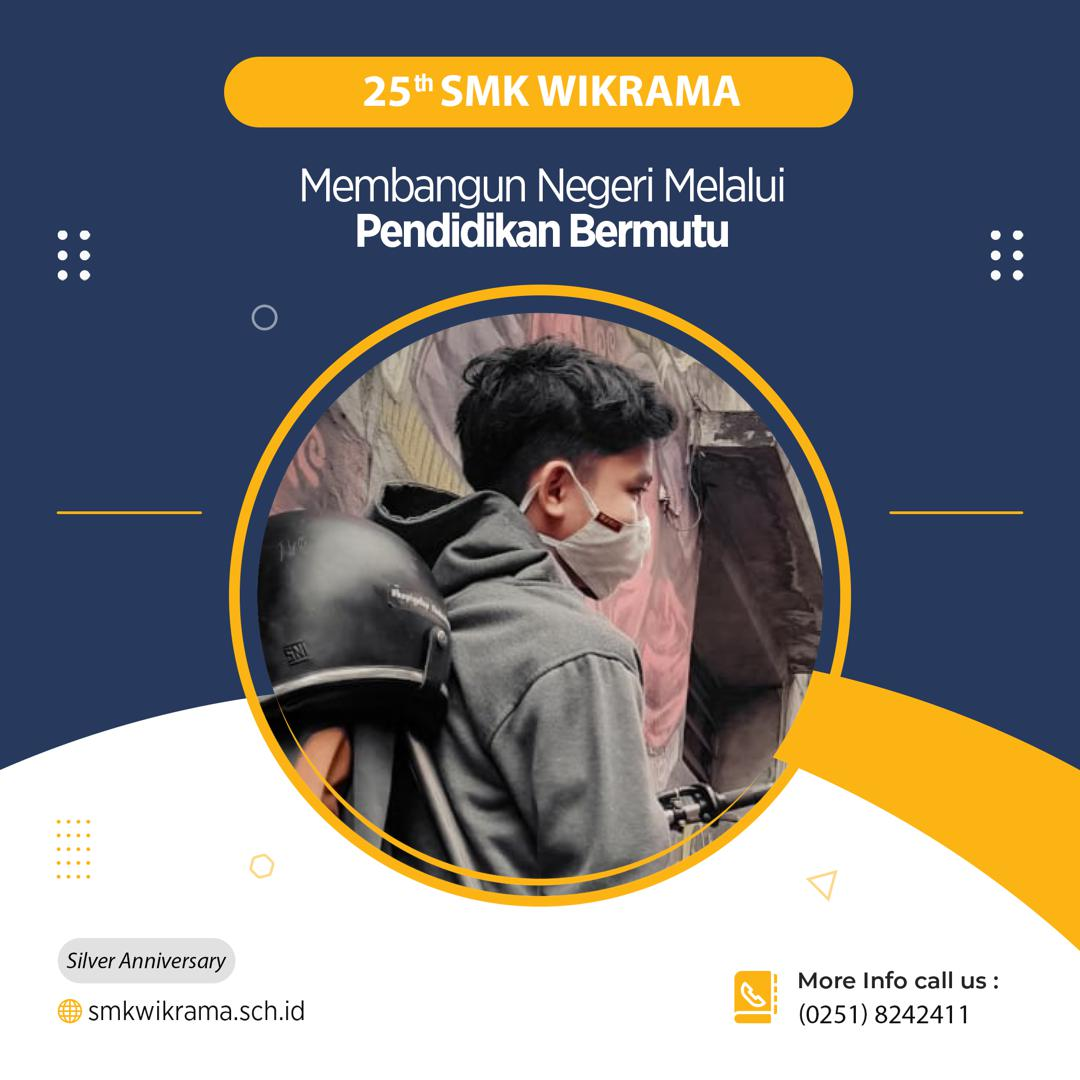 25th SMK WIKRAMA
Membangun Negeri Melalui
Pendidikan Bermutu
SNI
Silver Anniversary
smkwikrama.sch.id
More Info call us :
(0251) 8242411